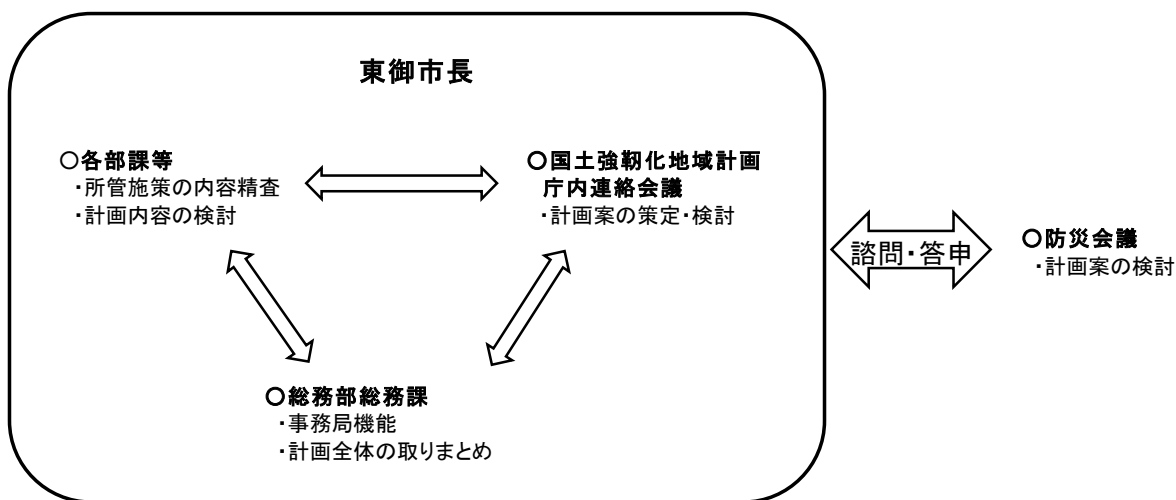 東御市長
○各部課等
・所管施策の内容精査
・計画内容の検討
○国土強靭化地域計画
庁内連絡会議
・計画案の策定・検討
諮問・答申
○防災会議
・計画案の検討
○総務部総務課
・事務局機能
・計画全体の取りまとめ